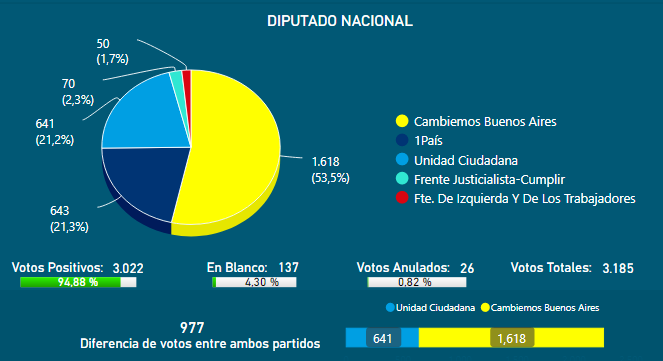 DIPUTADO NACIONAL
50
(1,7%)
70
(2,3%)
641
(21,2%)
643
(21,3%)
1.618
(53,5%)
Cambiemos Buenos Aires
1País
Unidad Ciudadana
Frente Justicialista-Cumplir
Fte. De Izquierda Y De Los Trabajadores
Votos Positivos: 3.022
94,88 %
En Blanco: 137
4,30 %
Votos Anulados: 26
0,82 %
Votos Totales: 3.185
977
Diferencia de votos entre ambos partidos
Unidad Ciudadana Cambiemos Buenos Aires
641 1,618